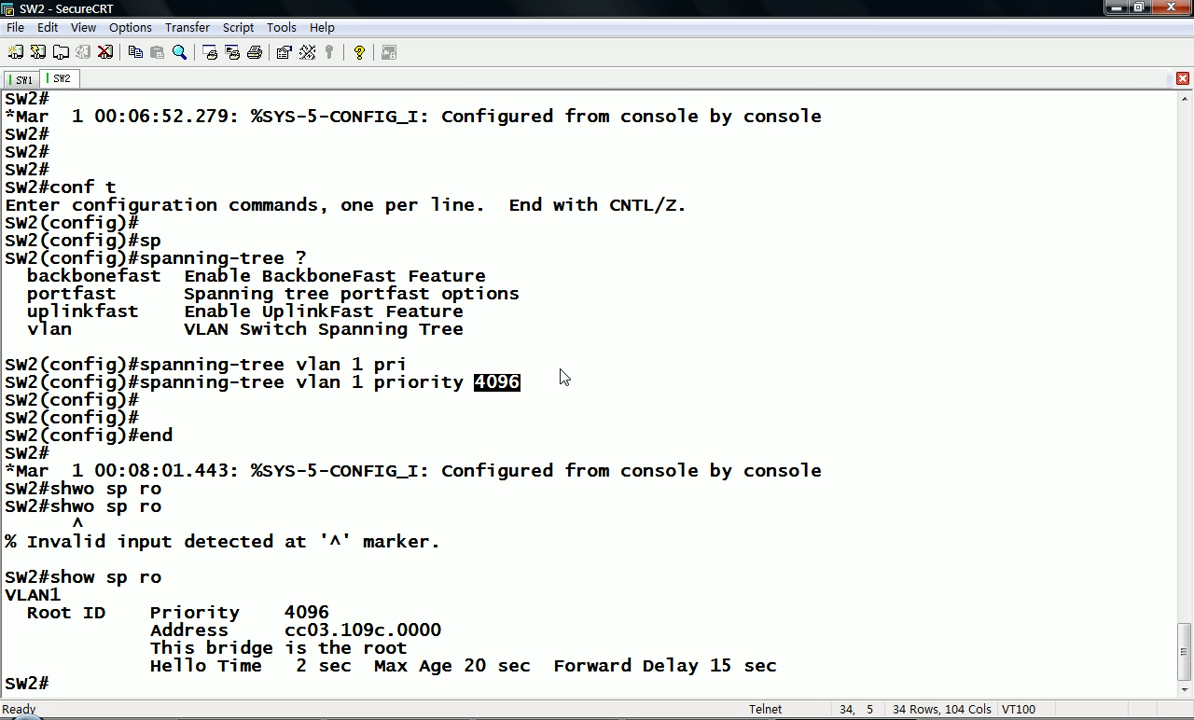 SW2 - SecureCRT
File Edit View Options Transfer Script Tools Help
SW1 SW2
SW2#
*Mar  1 00:06:52.279: %SYS-5-CONFIG_I: Configured from console by console
SW2#
SW2#
SW2#
SW2#conf t
Enter configuration commands, one per line.  End with CNTL/Z.
SW2(config)#
SW2(config)#sp
SW2(config)#spanning-tree ?
  backbonefast  Enable BackboneFast Feature
  portfast      Spanning tree portfast options
  uplinkfast    Enable UplinkFast Feature
  vlan          VLAN Switch Spanning Tree
SW2(config)#spanning-tree vlan 1 pri
SW2(config)#spanning-tree vlan 1 priority 4096
SW2(config)#
SW2(config)#
SW2(config)#end
SW2#
*Mar  1 00:08:01.443: %SYS-5-CONFIG_I: Configured from console by console
SW2#shwo sp ro
SW2#shwo sp ro
^
% Invalid input detected at '^' marker.
SW2#show sp ro
VLAN1
  Root ID    Priority    4096
             Address     cc03.109c.0000
             This bridge is the root
             Hello Time   2 sec  Max Age 20 sec  Forward Delay 15 sec
SW2#
Ready Telnet 34, 5 34 Rows, 104 Cols VT100